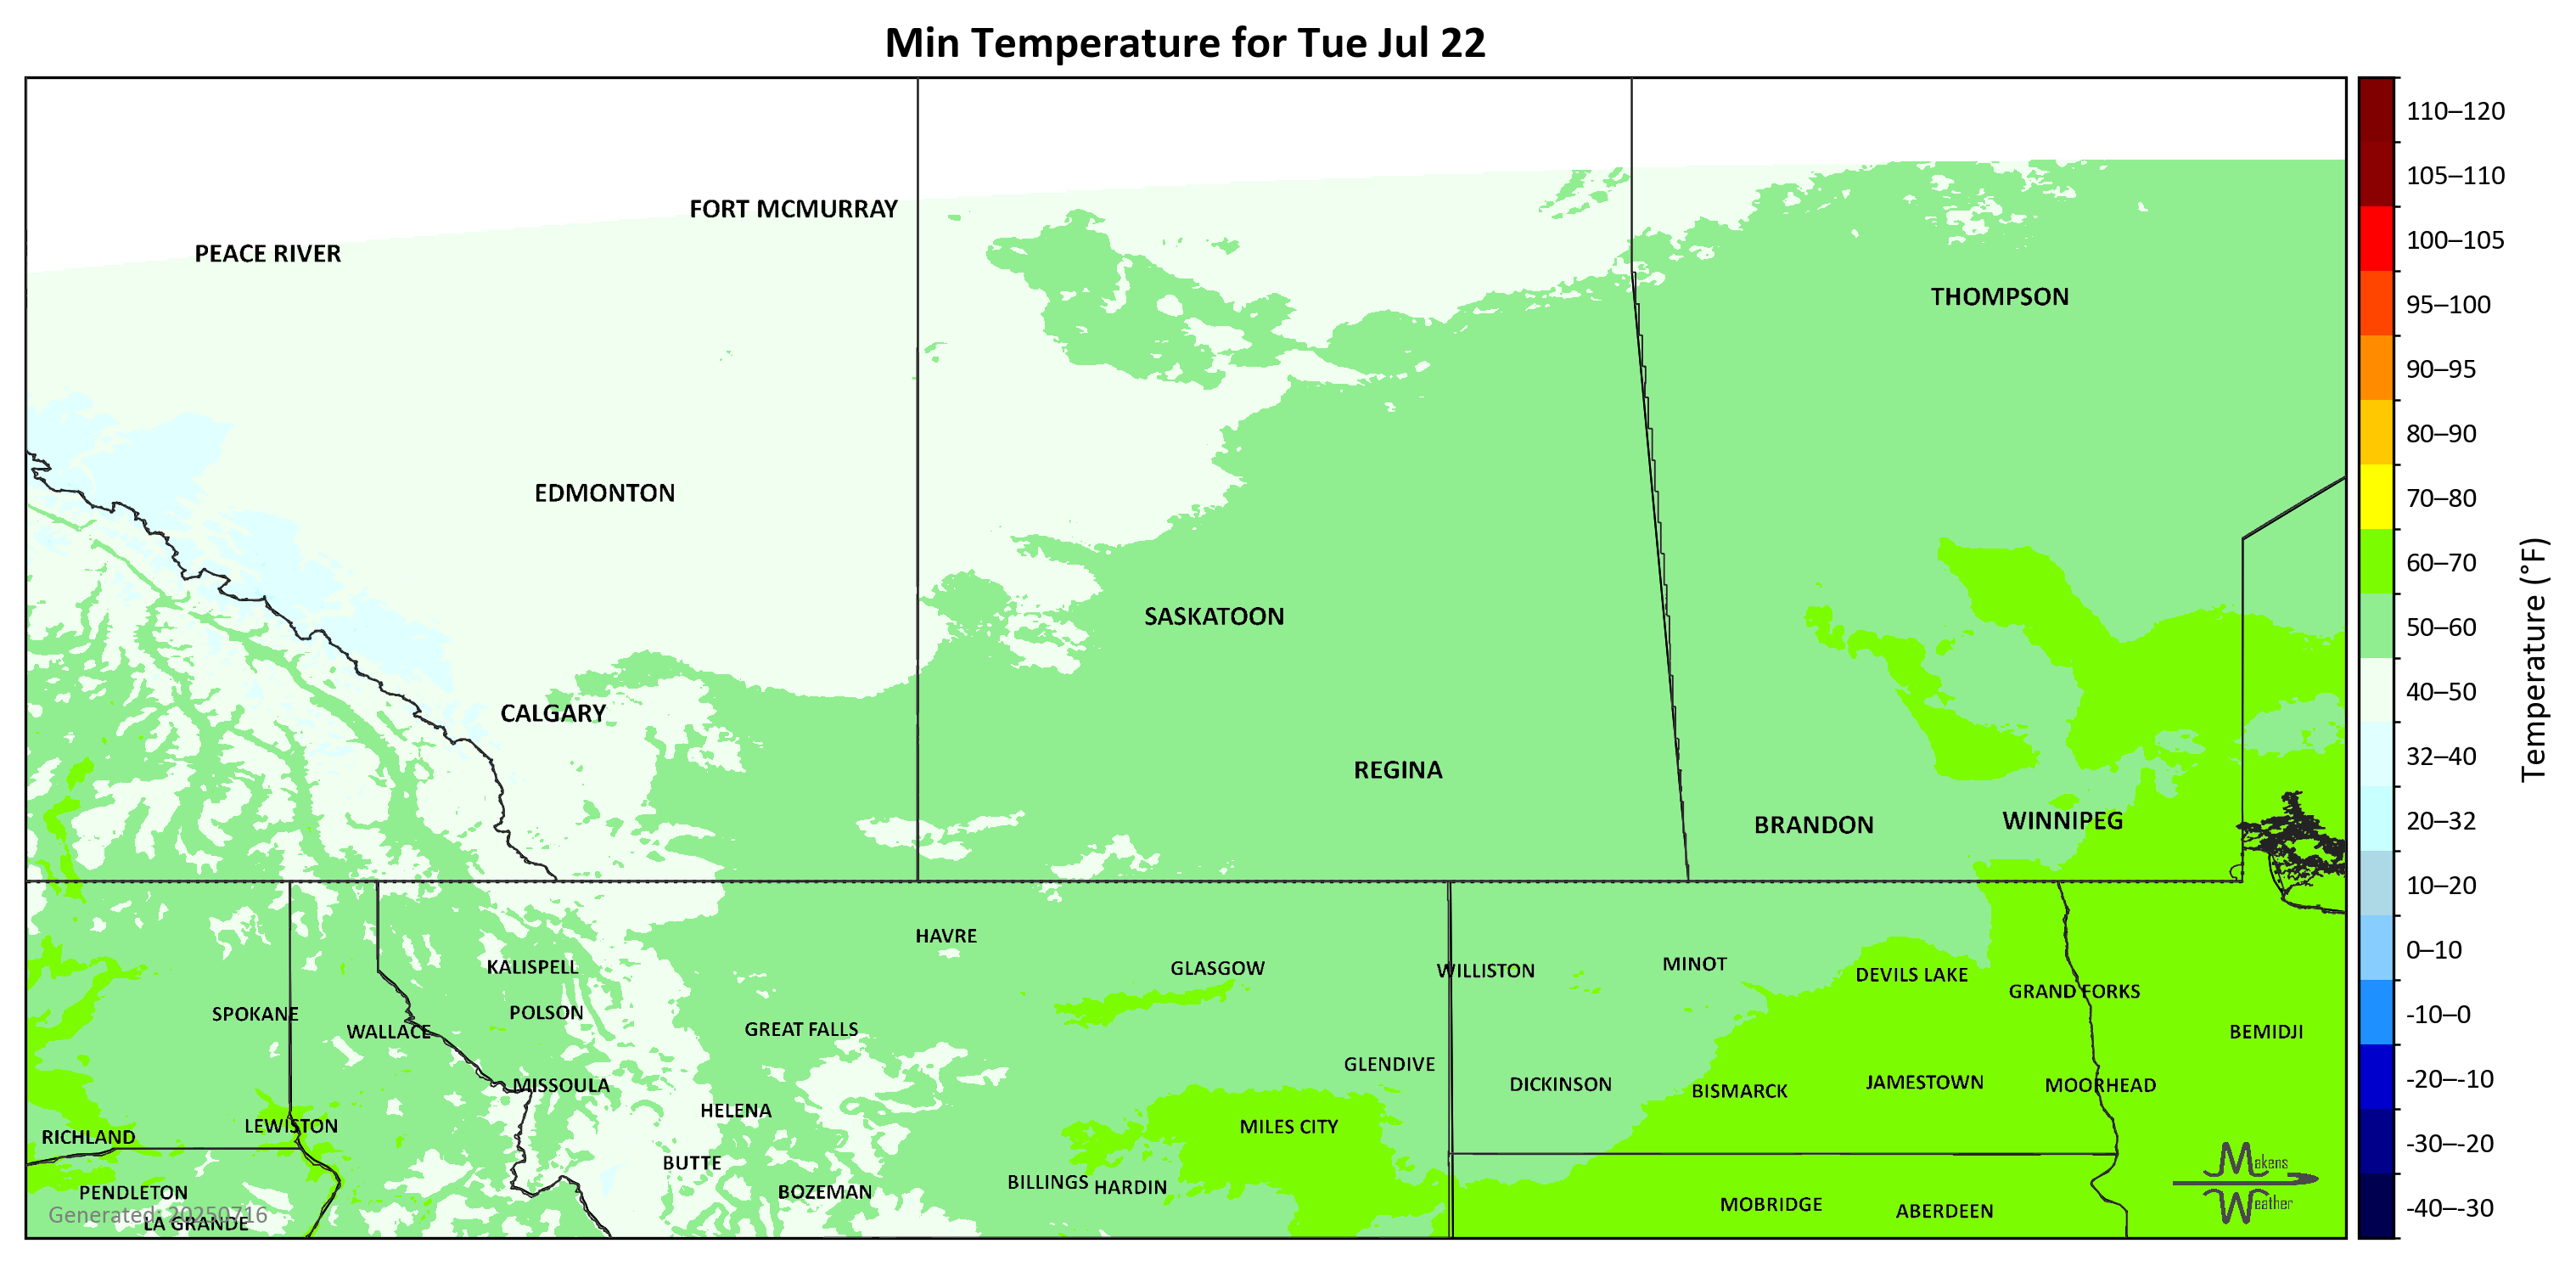 Min Temperature for Tue Jul 22
FORT MCMURRAY
PEACE RIVER
THOMPSON
EDMONTON
SASKATOON
CALGARY
REGINA
BRANDON
WINNIPEG
HAVRE
KALISPELL
GLASGOW
WILLISTON
MINOT
DEVILS LAKE
GRAND FORKS
SPOKANE
POLSON
WALLACE
GREAT FALLS
BEMIDJI
GLENDIVE
MISSOULA
DICKINSON
BISMARCK
JAMESTOWN
MOORHEAD
HELENA
LEWISTON
MILES CITY
RICHLAND
BUTTE
BILLINGS
HARDIN
PENDLETON
BOZEMAN
MOBRIDGE
ABERDEEN
Generated: 20250716
LA GRANDE
Makens
Weather
110–120
105–110
100–105
95–100
90–95
80–90
70–80
60–70
50–60
40–50
32–40
20–32
10–20
0–10
-10–0
-20–-10
-30–-20
-40–-30
Temperature (°F)